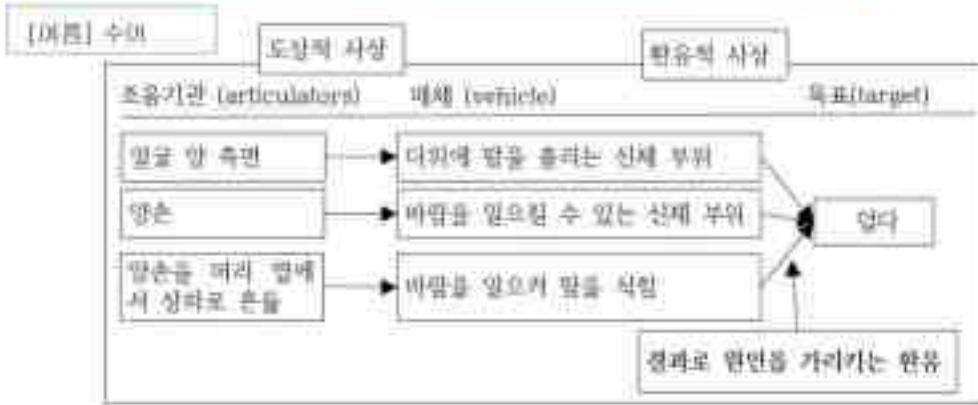 [여름] 수어
도상적 사상
환유적 사상
조음기관 (articulators)
매체 (vehicle)
목표(target)
얼굴 양 측면
더위에 땀을 흘리는 신체 부위
양손
바람을 일으킬 수 있는 신체 부위
덥다
양손을 머리 옆에
서 상하로 흔듦
바람을 일으켜 땀을 식힘
결과로 원인을 가리키는 환유